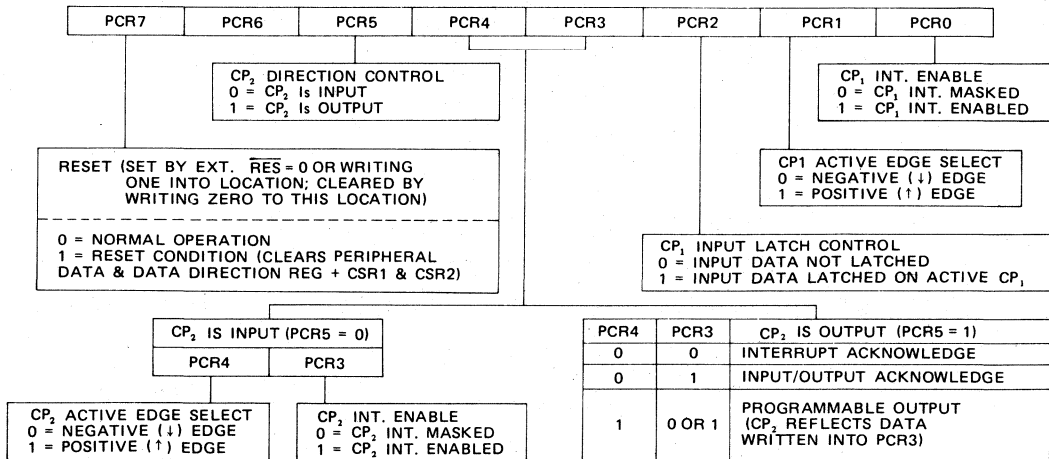 PCR7 PCR6 PCR5 PCR4 PCR3 PCR2 PCR1 PCR0
CP₂ DIRECTION CONTROL
0 = CP₂ Is INPUT
1 = CP₂ Is OUTPUT
CP₁ INT. ENABLE
0 = CP₁ INT. MASKED
1 = CP₁ INT. ENABLED
RESET (SET BY EXT. R̅E̅S̅ = 0 OR WRITING
ONE INTO LOCATION; CLEARED BY
WRITING ZERO TO THIS LOCATION)
0 = NORMAL OPERATION
1 = RESET CONDITION (CLEARS PERIPHERAL
DATA & DATA DIRECTION REG + CSR1 & CSR2)
CP1 ACTIVE EDGE SELECT
0 = NEGATIVE (↓) EDGE
1 = POSITIVE (↑) EDGE
CP₁ INPUT LATCH CONTROL
0 = INPUT DATA NOT LATCHED
1 = INPUT DATA LATCHED ON ACTIVE CP₁
CP₂ IS INPUT (PCR5 = 0)
PCR4 PCR3
CP₂ ACTIVE EDGE SELECT
0 = NEGATIVE (↓) EDGE
1 = POSITIVE (↑) EDGE
CP₂ INT. ENABLE
0 = CP₂ INT. MASKED
1 = CP₂ INT. ENABLED
PCR4 PCR3 CP₂ IS OUTPUT (PCR5 = 1)
0 0 INTERRUPT ACKNOWLEDGE
0 1 INPUT/OUTPUT ACKNOWLEDGE
1 0 OR 1 PROGRAMMABLE OUTPUT
(CP₂ REFLECTS DATA
WRITTEN INTO PCR3)